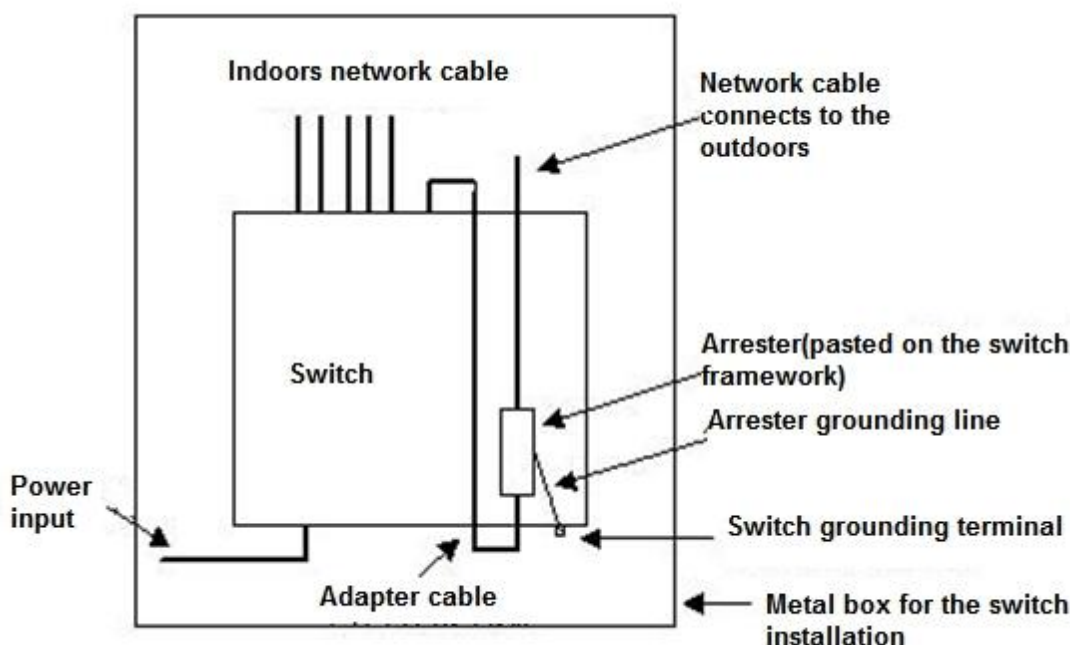 Indoors network cable
Network cable
connects to the
outdoors
Switch
Arrester(pasted on the switch
framework)
Arrester grounding line
Power
input
Switch grounding terminal
Adapter cable
Metal box for the switch
installation